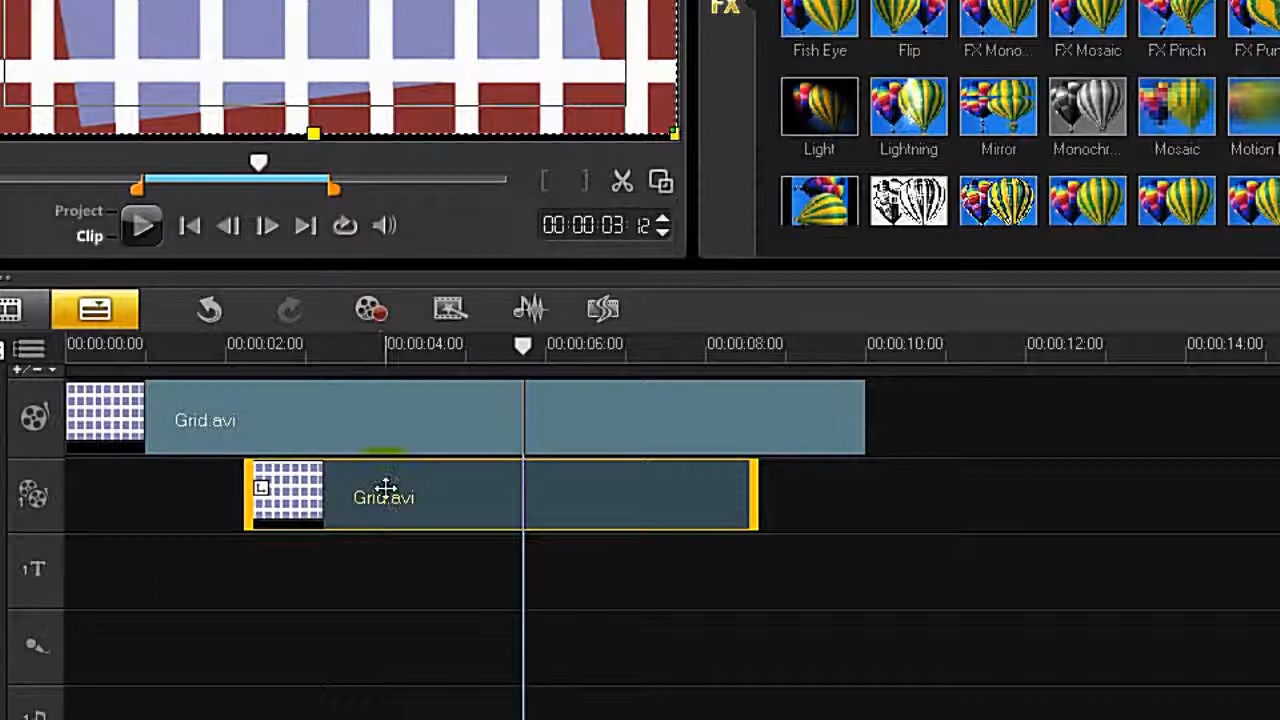 FX
Fish Eye
Flip
FX Mono...
FX Mosaic
FX Pinch
FX Pu
Light
Lightning
Mirror
Monochr...
Mosaic
Motion
Project
Clip
[ ]
00:00:03:12
00:00:00:00
00:00:02:00
00:00:04:00
00:00:06:00
00:00:08:00
00:00:10:00
00:00:12:00
00:00:14:00
+/-
Grid.avi
1
Grid.avi
1T